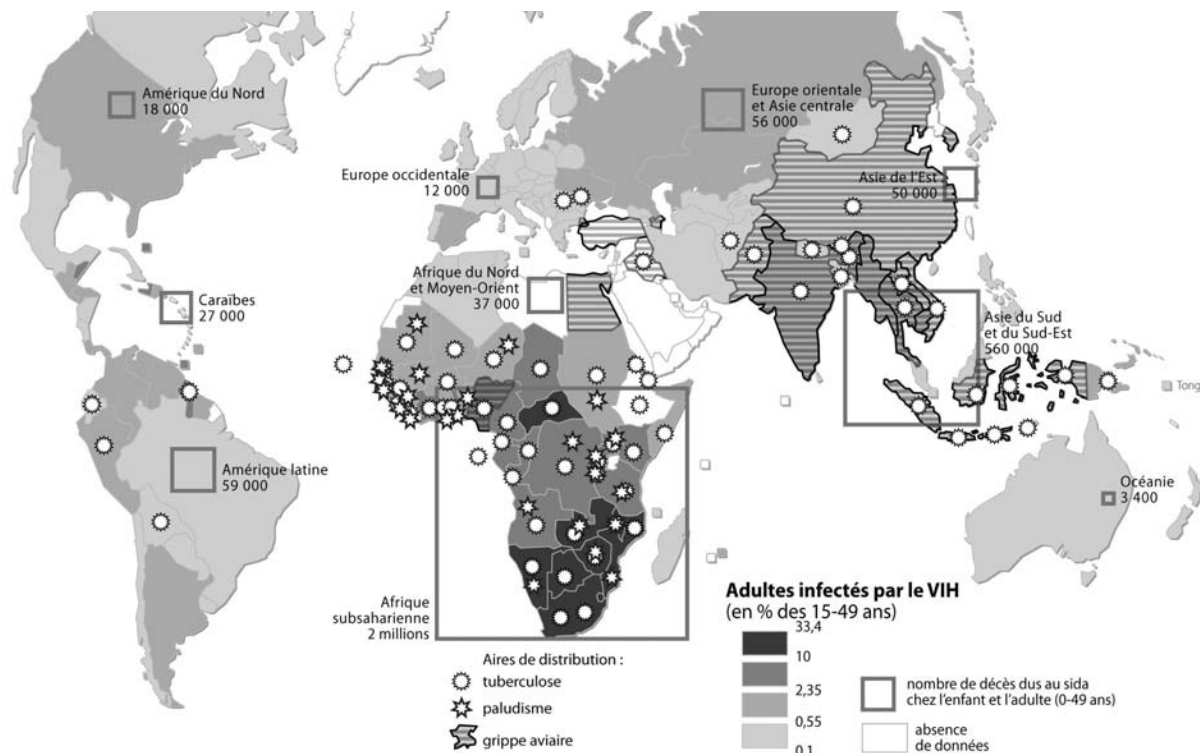 Amérique du Nord
18 000
Europe orientale
et Asie centrale
56 000
Europe occidentale
12 000
Asie de l'Est
50 000
Afrique du Nord
et Moyen-Orient
37 000
Caraïbes
27 000
Asie du Sud
et du Sud-Est
560 000
Tong
Amérique latine
59 000
Océanie
3 400
Afrique
subsaharienne
2 millions
Adultes infectés par le VIH
(en % des 15-49 ans)
33,4
10
2,35
0,55
0,1
Aires de distribution :
tuberculose
paludisme
grippe aviaire
nombre de décès dus au sida
chez l'enfant et l'adulte (0-49 ans)
absence
de données